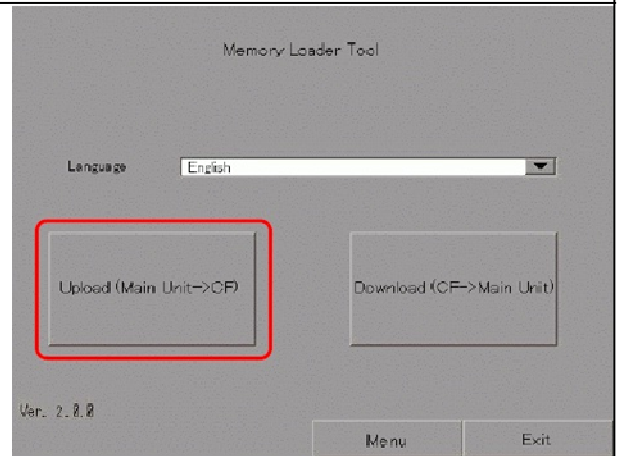 Memory Loader Tool
Language English
Upload (Main Unit->CF) Download (CF->Main Unit)
Ver. 2.0.0
Menu Exit